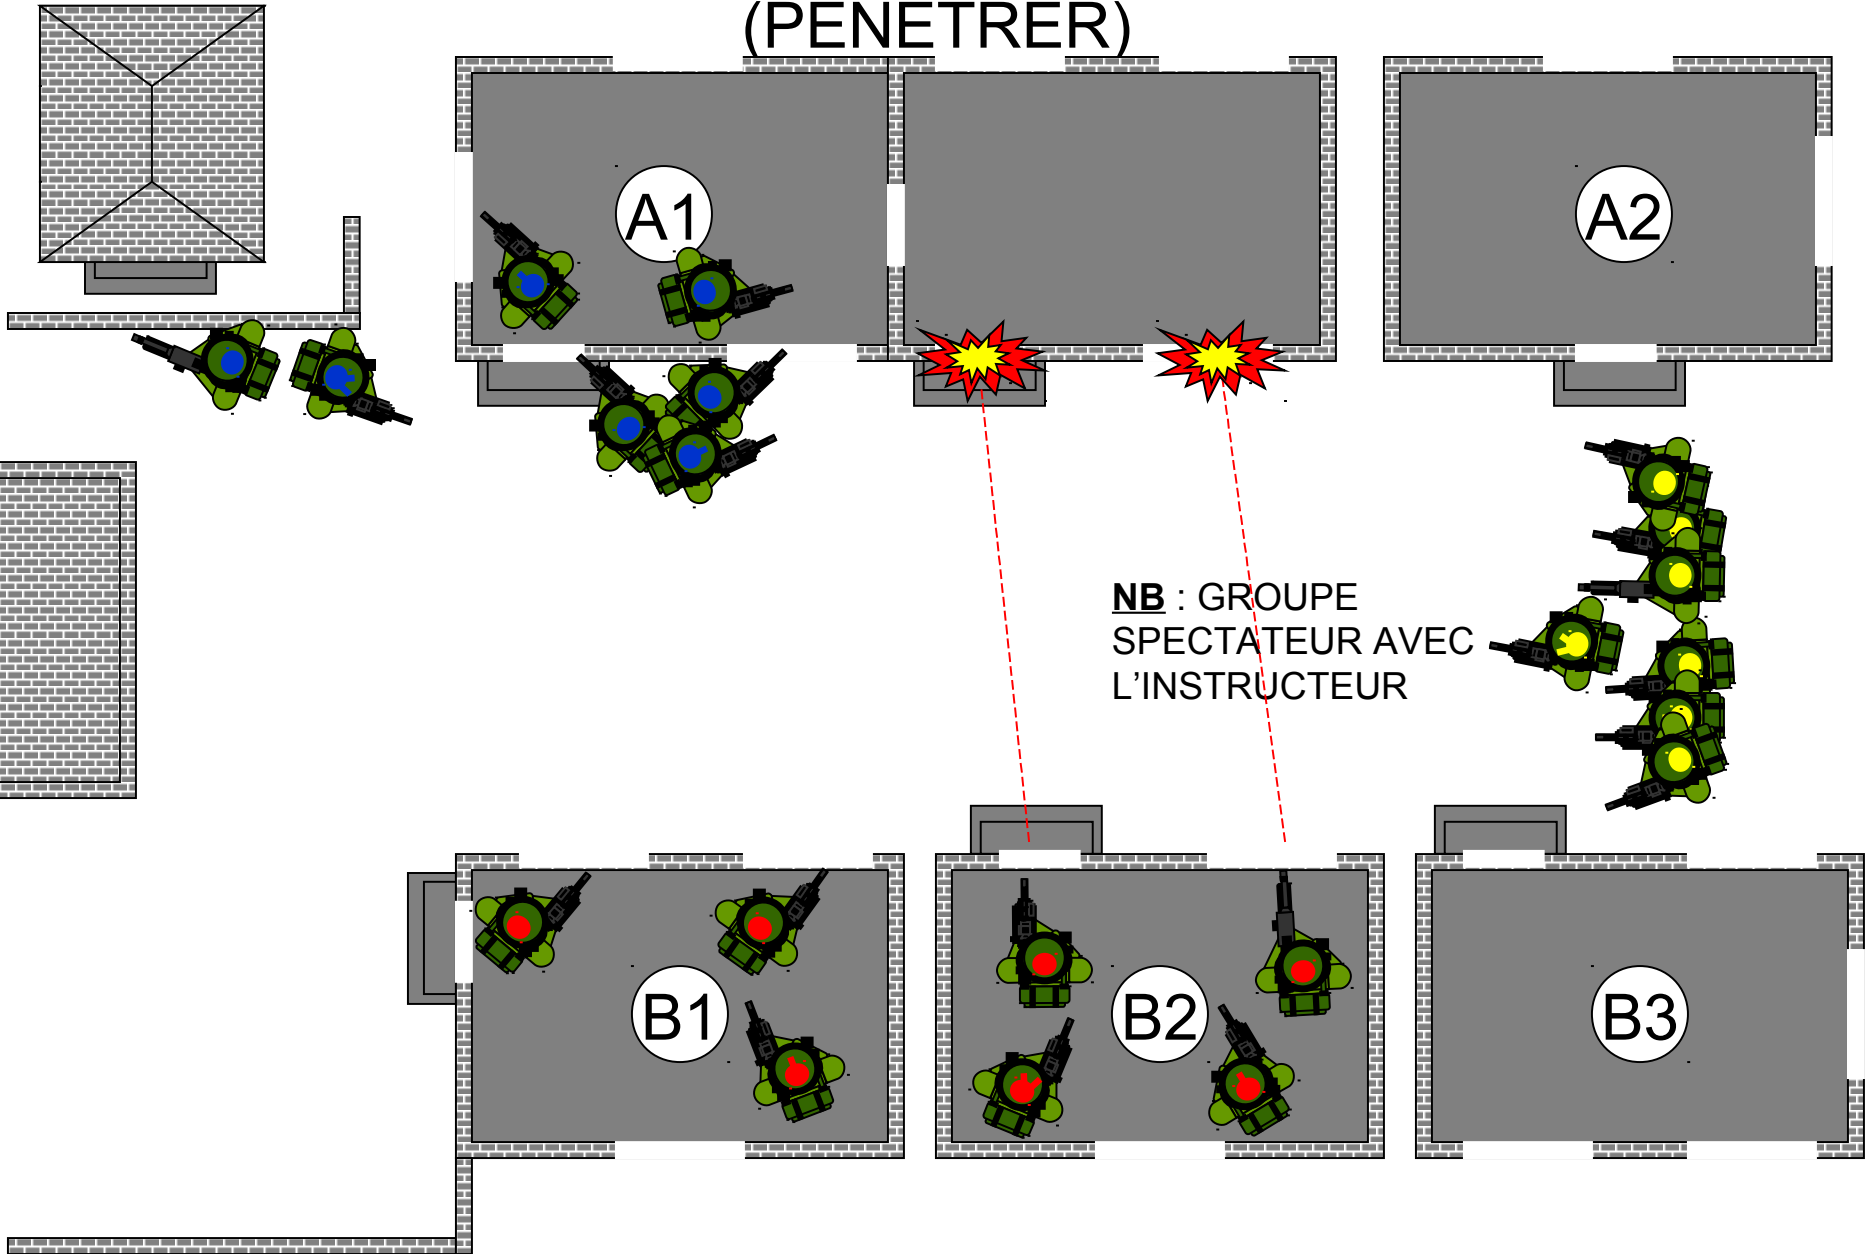 (PENETRER)
A1
A2
NB : GROUPE
SPECTATEUR AVEC
L'INSTRUCTEUR
B1
B2
B3